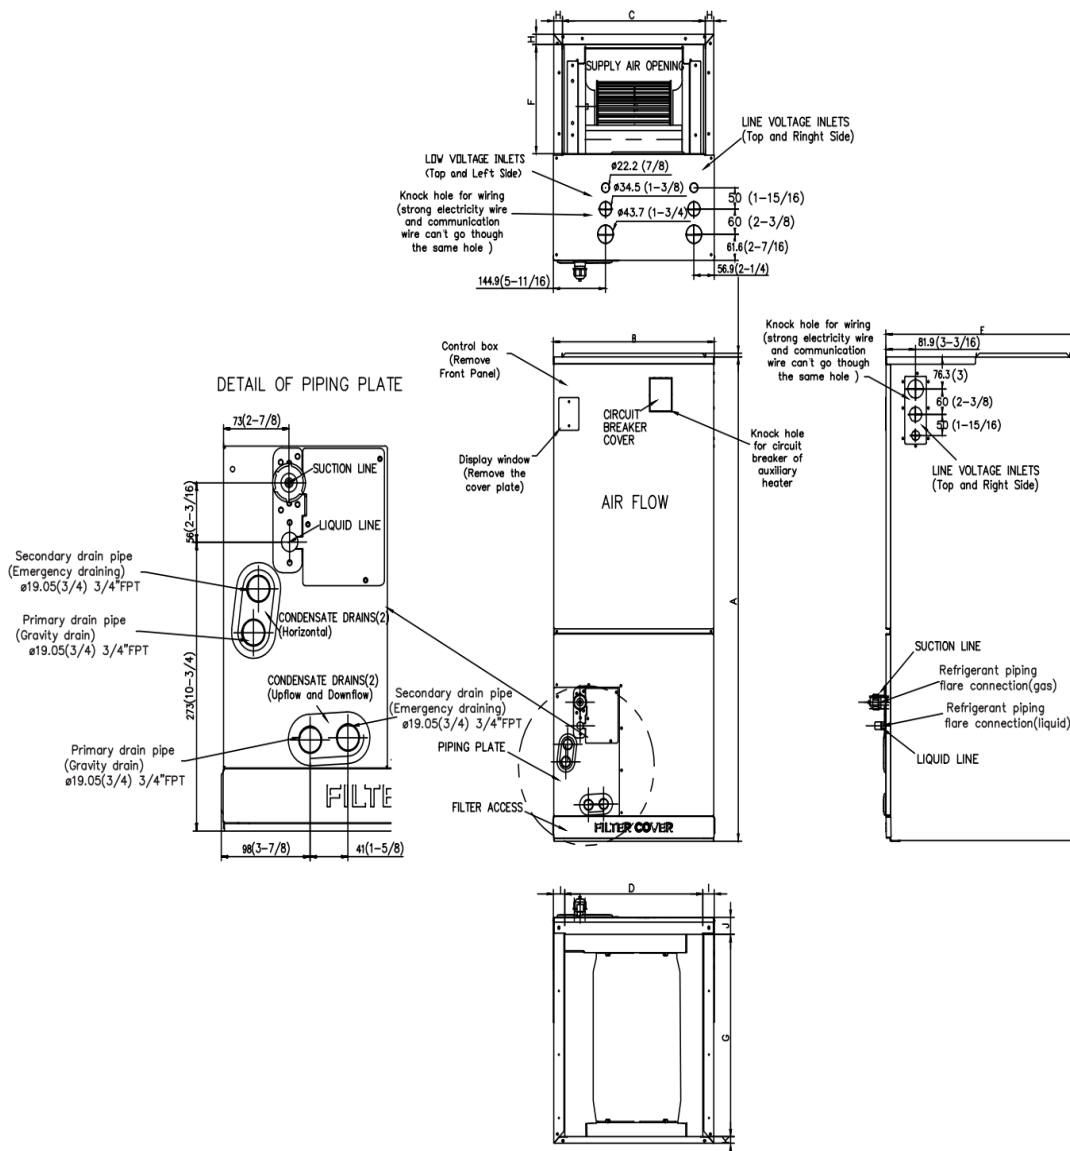 H
C
H
H
F
SUPPLY AIR OPENING
LINE VOLTAGE INLETS
(Top and Ringht Side)
LOW VOLTAGE INLETS
(Top and Left Side)
ø22.2 (7/8)
ø34.5 (1-3/8)
ø43.7 (1-3/4)
Knock hole for wiring
(strong electricity wire
and communication
wire can't go though
the same hole )
50 (1-15/16)
60 (2-3/8)
61.6(2-7/16)
56.9(2-1/4)
144.9(5-11/16)
B
Control box
(Remove
Front Panel)
CIRCUIT
BREAKER
COVER
Knock hole
for circuit
breaker of
auxiliary
heater
Display window
(Remove the
cover plate)
AIR FLOW
A
Knock hole for wiring
(strong electricity wire
and communication
wire can't go though
the same hole )
81.9(3-3/16)
76.3(3)
60 (2-3/8)
50 (1-15/16)
LINE VOLTAGE INLETS
(Top and Right Side)
DETAIL OF PIPING PLATE
73(2-7/8)
SUCTION LINE
56(2-3/16)
LIQUID LINE
Secondary drain pipe
(Emergency draining)
ø19.05(3/4) 3/4"FPT
CONDENSATE DRAINS(2)
(Horizontal)
Primary drain pipe
(Gravity drain)
ø19.05(3/4) 3/4"FPT
273(10-3/4)
CONDENSATE DRAINS(2)
(Upflow and Downflow)
Secondary drain pipe
(Emergency draining)
ø19.05(3/4) 3/4"FPT
Primary drain pipe
(Gravity drain)
ø19.05(3/4) 3/4"FPT
FILTE
98(3-7/8)
41(1-5/8)
PIPING PLATE
FILTER ACCESS
FILTER COVER
SUCTION LINE
Refrigerant piping
flare connection(gas)
Refrigerant piping
flare connection(liquid)
LIQUID LINE
I
D
I
J
G
K